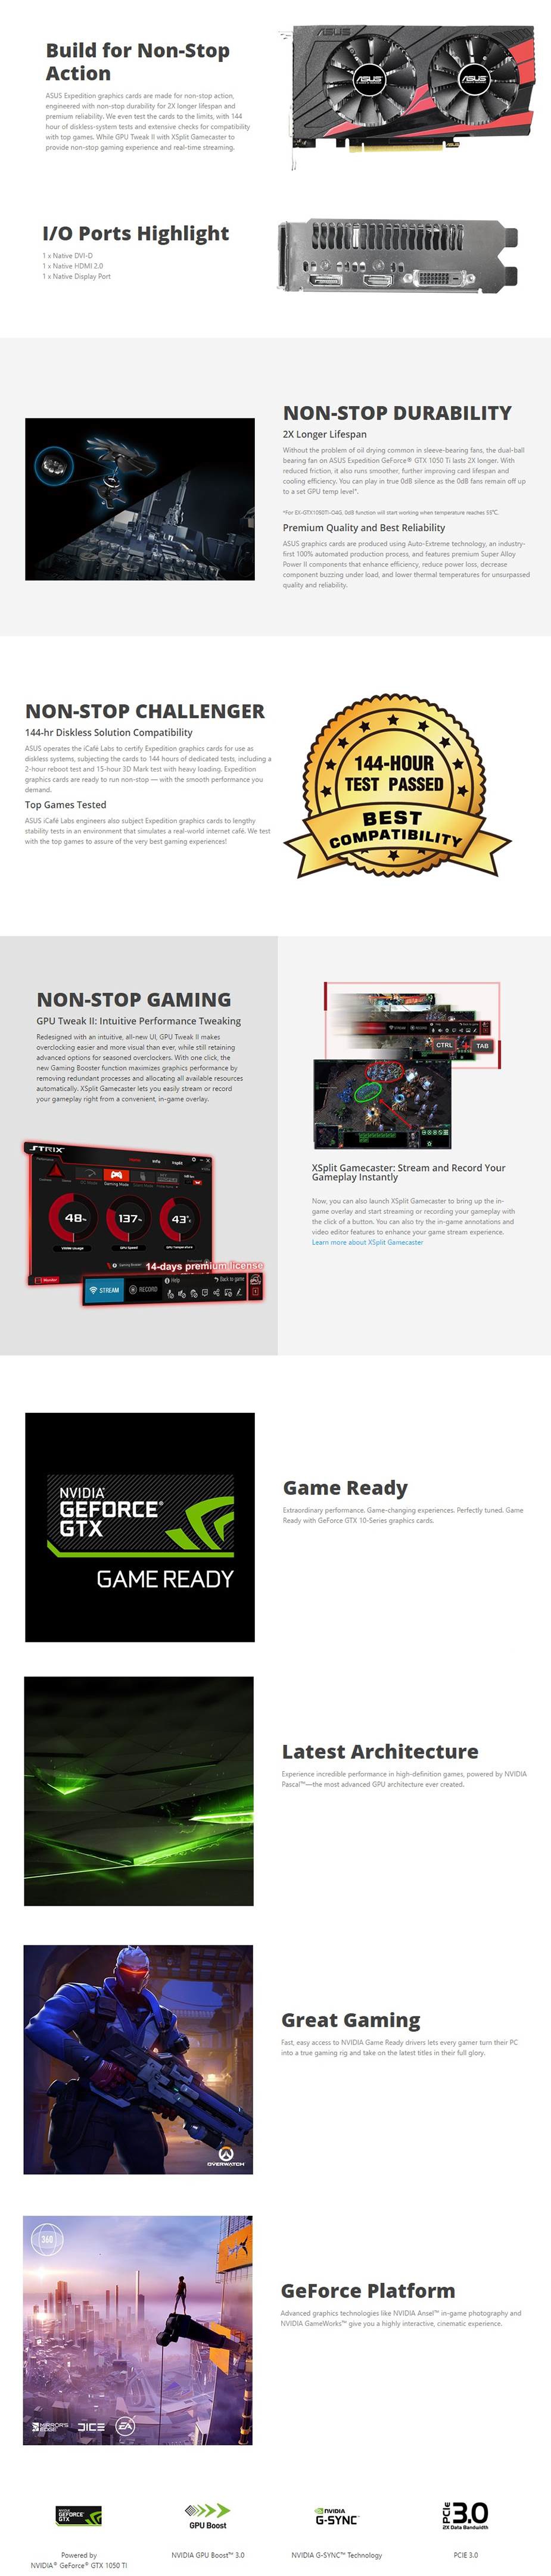 Build for Non-Stop
Action
ASUS Expedition graphics cards are made for non-stop action,
engineered with non-stop durability for 2X longer lifespan and
premium reliability. We even test the cards to the limits, with 144
hour of diskless-system tests and extensive checks for compatibility
with top games. While GPU Tweak II with XSplit Gamecaster to
provide non-stop gaming experience and real-time streaming.
ASUS
ASUS
ASUS
I/O Ports Highlight
1 x Native DVI-D
1 x Native HDMI 2.0
1 x Native Display Port
NON-STOP DURABILITY
2X Longer Lifespan
Without the problem of oil drying common in sleeve-bearing fans, the dual-ball
bearing fan on ASUS Expedition GeForce® GTX 1050 Ti lasts 2X longer. With
reduced friction, it also runs smoother, further improving card lifespan and
cooling efficiency. You can play in true 0dB silence as the 0dB fans remain off up
to a set GPU temp level*.
*For EX-GTX1050TI-O4G, 0dB function will start working when temperature reaches 55℃.
Premium Quality and Best Reliability
ASUS graphics cards are produced using Auto-Extreme technology, an industry-
first 100% automated production process, and features premium Super Alloy
Power II components that enhance efficiency, reduce power loss, decrease
component buzzing under load, and lower thermal temperatures for unsurpassed
quality and reliability.
NON-STOP CHALLENGER
144-hr Diskless Solution Compatibility
ASUS operates the iCafé Labs to certify Expedition graphics cards for use as
diskless systems, subjecting the cards to 144 hours of dedicated tests, including a
2-hour reboot test and 15-hour 3D Mark test with heavy loading. Expedition
graphics cards are ready to run non-stop — with the smooth performance you
demand.
Top Games Tested
ASUS iCafé Labs engineers also subject Expedition graphics cards to lengthy
stability tests in an environment that simulates a real-world internet café. We test
with the top games to assure of the very best gaming experiences!
144-HOUR
TEST PASSED
BEST
COMPATIBILITY
NON-STOP GAMING
GPU Tweak II: Intuitive Performance Tweaking
Redesigned with an intuitive, all-new UI, GPU Tweak II makes
overclocking easier and more visual than ever, while still retaining
advanced options for seasoned overclockers. With one click, the
new Gaming Booster function maximizes graphics performance by
removing redundant processes and allocating all available resources
automatically. XSplit Gamecaster lets you easily stream or record
your gameplay right from a convenient, in-game overlay.
STRIX
Home
Info
Gaming Mode
48%
137%
43°
VRAM Usage
GPU Speed
GPU Temperature
Gaming Booster
14-days premium license
Monitor
STREAM
RECORD
Help
Back to game
CTRL
+
TAB
XSplit Gamecaster: Stream and Record Your
Gameplay Instantly
Now, you can also launch XSplit Gamecaster to bring up the in-
game overlay and start streaming or recording your gameplay with
the click of a button. You can also try the in-game annotations and
video editor features to enhance your game stream experience.
Learn more about XSplit Gamecaster
NVIDIA
GEFORCE®
GTX
GAME READY
Game Ready
Extraordinary performance. Game-changing experiences. Perfectly tuned. Game
Ready with GeForce GTX 10-Series graphics cards.
Latest Architecture
Experience incredible performance in high-definition games, powered by NVIDIA
Pascal™—the most advanced GPU architecture ever created.
OVERWATCH
Great Gaming
Fast, easy access to NVIDIA Game Ready drivers lets every gamer turn their PC
into a true gaming rig and take on the latest titles in their full glory.
360
MIRROR'S
EDGE
DICE
EA
GeForce Platform
Advanced graphics technologies like NVIDIA Ansel™ in-game photography and
NVIDIA GameWorks™ give you a highly interactive, cinematic experience.
GEFORCE
GTX
GPU Boost
NVIDIA
G-SYNC
PCIE 3.0
2X Data Bandwidth
Powered by
NVIDIA® GeForce® GTX 1050 TI
NVIDIA GPU Boost™ 3.0
NVIDIA G-SYNC™ Technology
PCIE 3.0